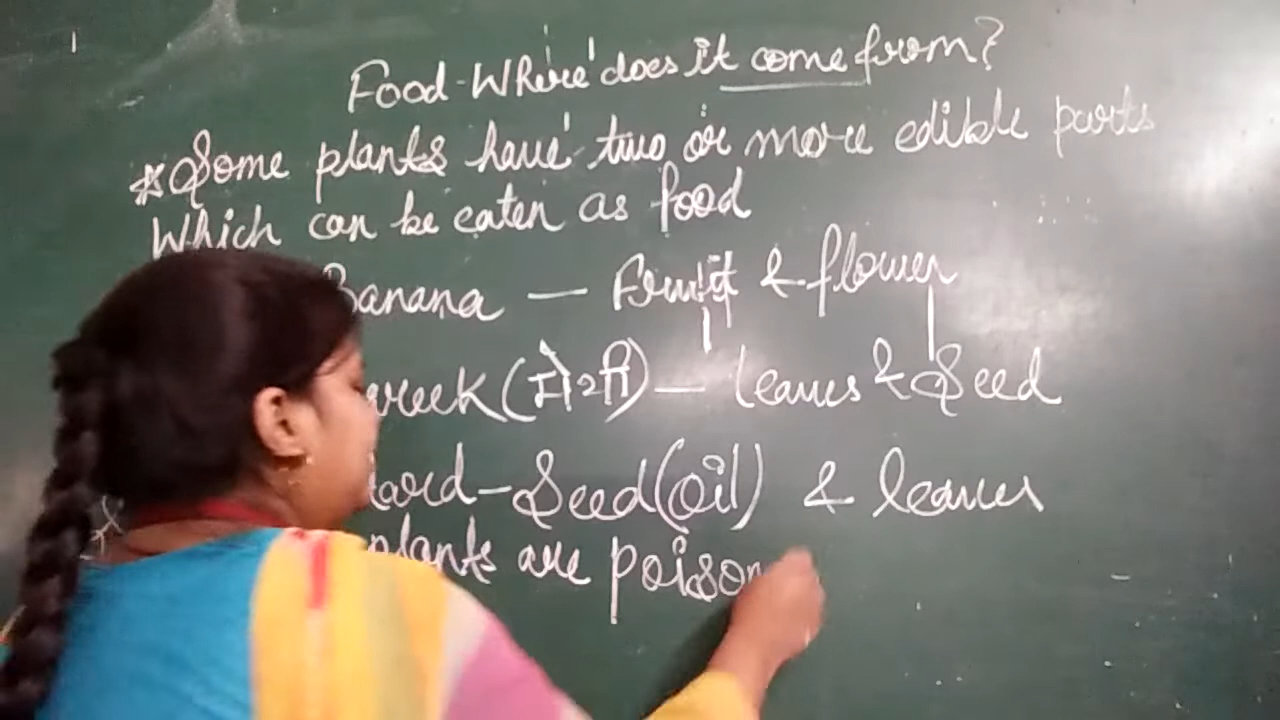 Food-Where does it come from?
*Some plants have two or more edible parts
Which can be eaten as food
Banana — Fruit & flower
reek (मेथी) — leaves & Seed
tard-Seed (oil) & leaves
plants are poison